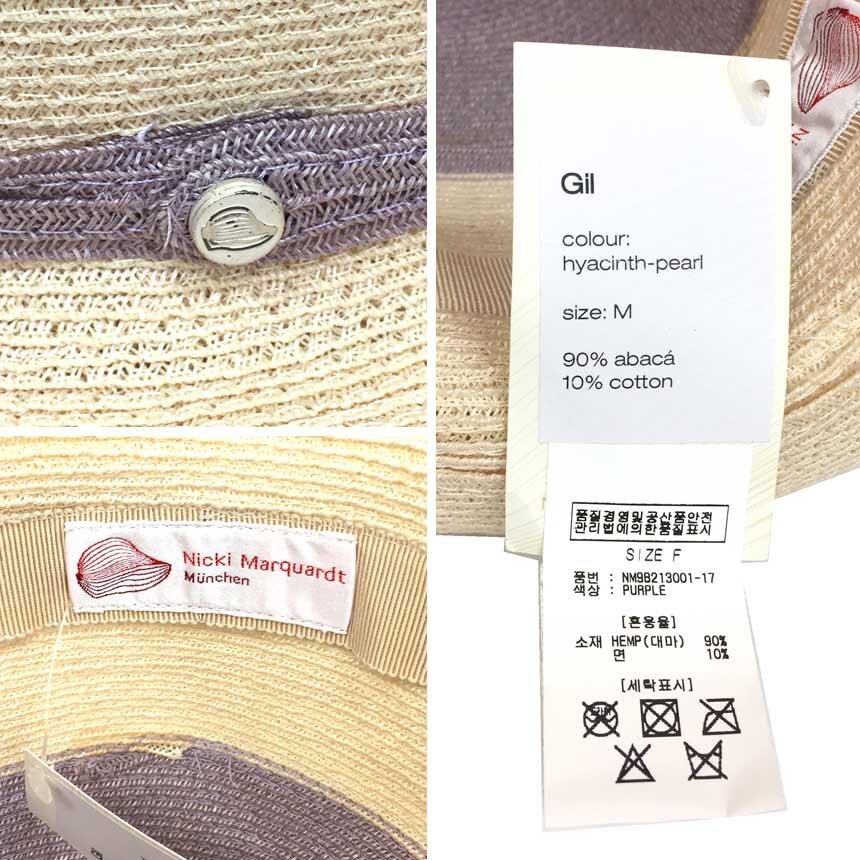 Gil
colour:
hyacinth-pearl
size: M
90% abacá
10% cotton
품질경영및공산품안전
관리법에의한품질표시
SIZE F
품번 : NM9B213001-17
색상 : PURPLE
[혼용율]
소재 HEMP(대마) 90%
면 10%
[세탁표시]
Nicki Marquardt
München